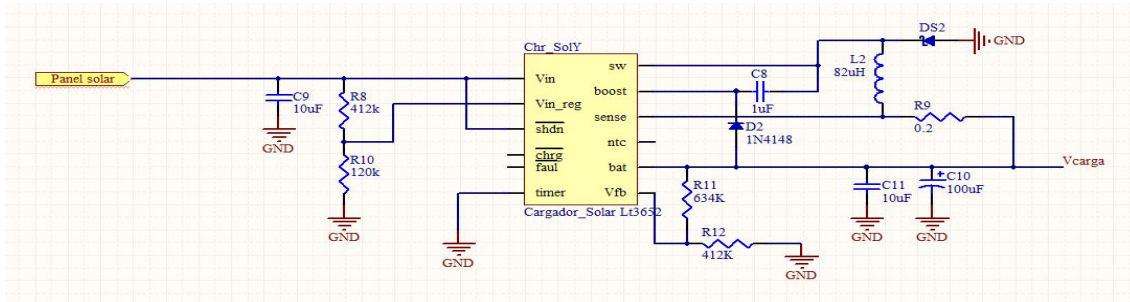 Chr_SolY
DS2
GND
Panel solar
Vin
sw
L2
82uH
C8
1uF
Vin_reg
boost
C9
10uF
R8
412k
R9
0.2
shdn
sense
D2
1N4148
GND
ntc
chrg
R10
120k
faul
bat
Vcarga
R11
634K
C11
10uF
C10
100uF
timer
Vfb
Cargador_Solar Lt3652
GND
R12
412K
GND
GND
GND
GND